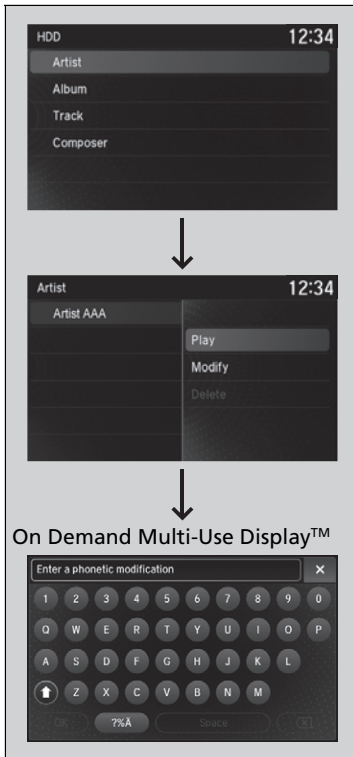 HDD 12:34
Artist
Album
Track
Composer
Artist 12:34
Artist AAA
Play
Modify
Delete
On Demand Multi-Use Display™
Enter a phonetic modification ×
1 2 3 4 5 6 7 8 9 0
Q W E R T Y U I O P
A S D F G H J K L
Z X C V B N M
OK ?%Ä Space